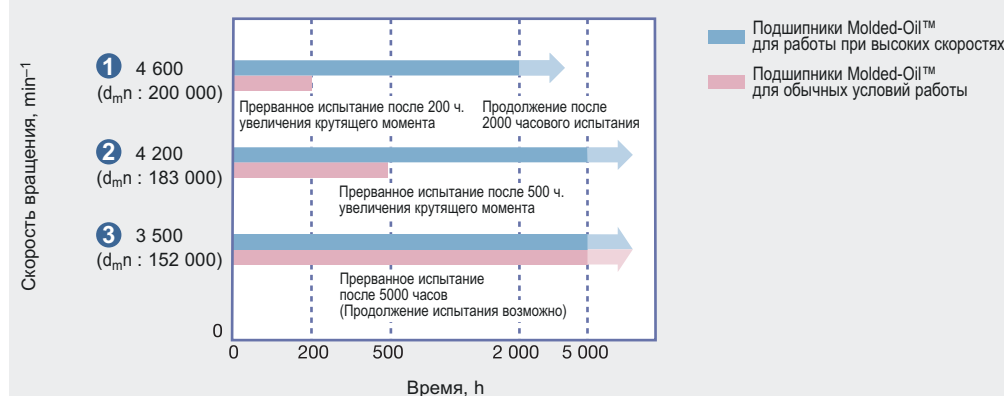 Скорость вращения, min⁻¹
1 4 600
(dₘn : 200 000)
Прерванное испытание после 200 ч.
увеличения крутящего момента
Продолжение после
2000 часового испытания
2 4 200
(dₘn : 183 000)
Прерванное испытание после 500 ч.
увеличения крутящего момента
3 3 500
(dₘn : 152 000)
Прерванное испытание
после 5000 часов
(Продолжение испытания возможно)
0
0 200 500 2 000 5 000
Время, h
Подшипники Molded-Oil™
для работы при высоких скоростях
Подшипники Molded-Oil™
для обычных условий работы